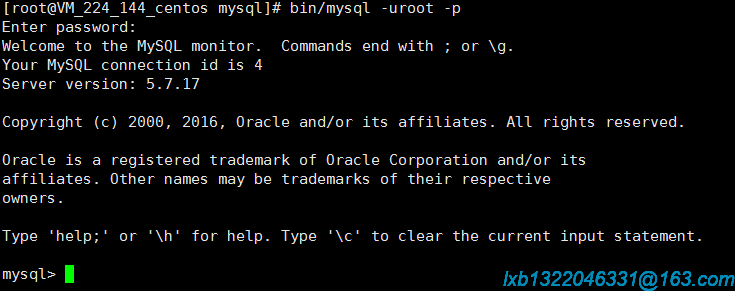 [root@VM_224_144_centos mysql]# bin/mysql -uroot -p
Enter password:
Welcome to the MySQL monitor.  Commands end with ; or \g.
Your MySQL connection id is 4
Server version: 5.7.17
Copyright (c) 2000, 2016, Oracle and/or its affiliates. All rights reserved.
Oracle is a registered trademark of Oracle Corporation and/or its
affiliates. Other names may be trademarks of their respective
owners.
Type 'help;' or '\h' for help. Type '\c' to clear the current input statement.
mysql>
lxb1322046331@163.com